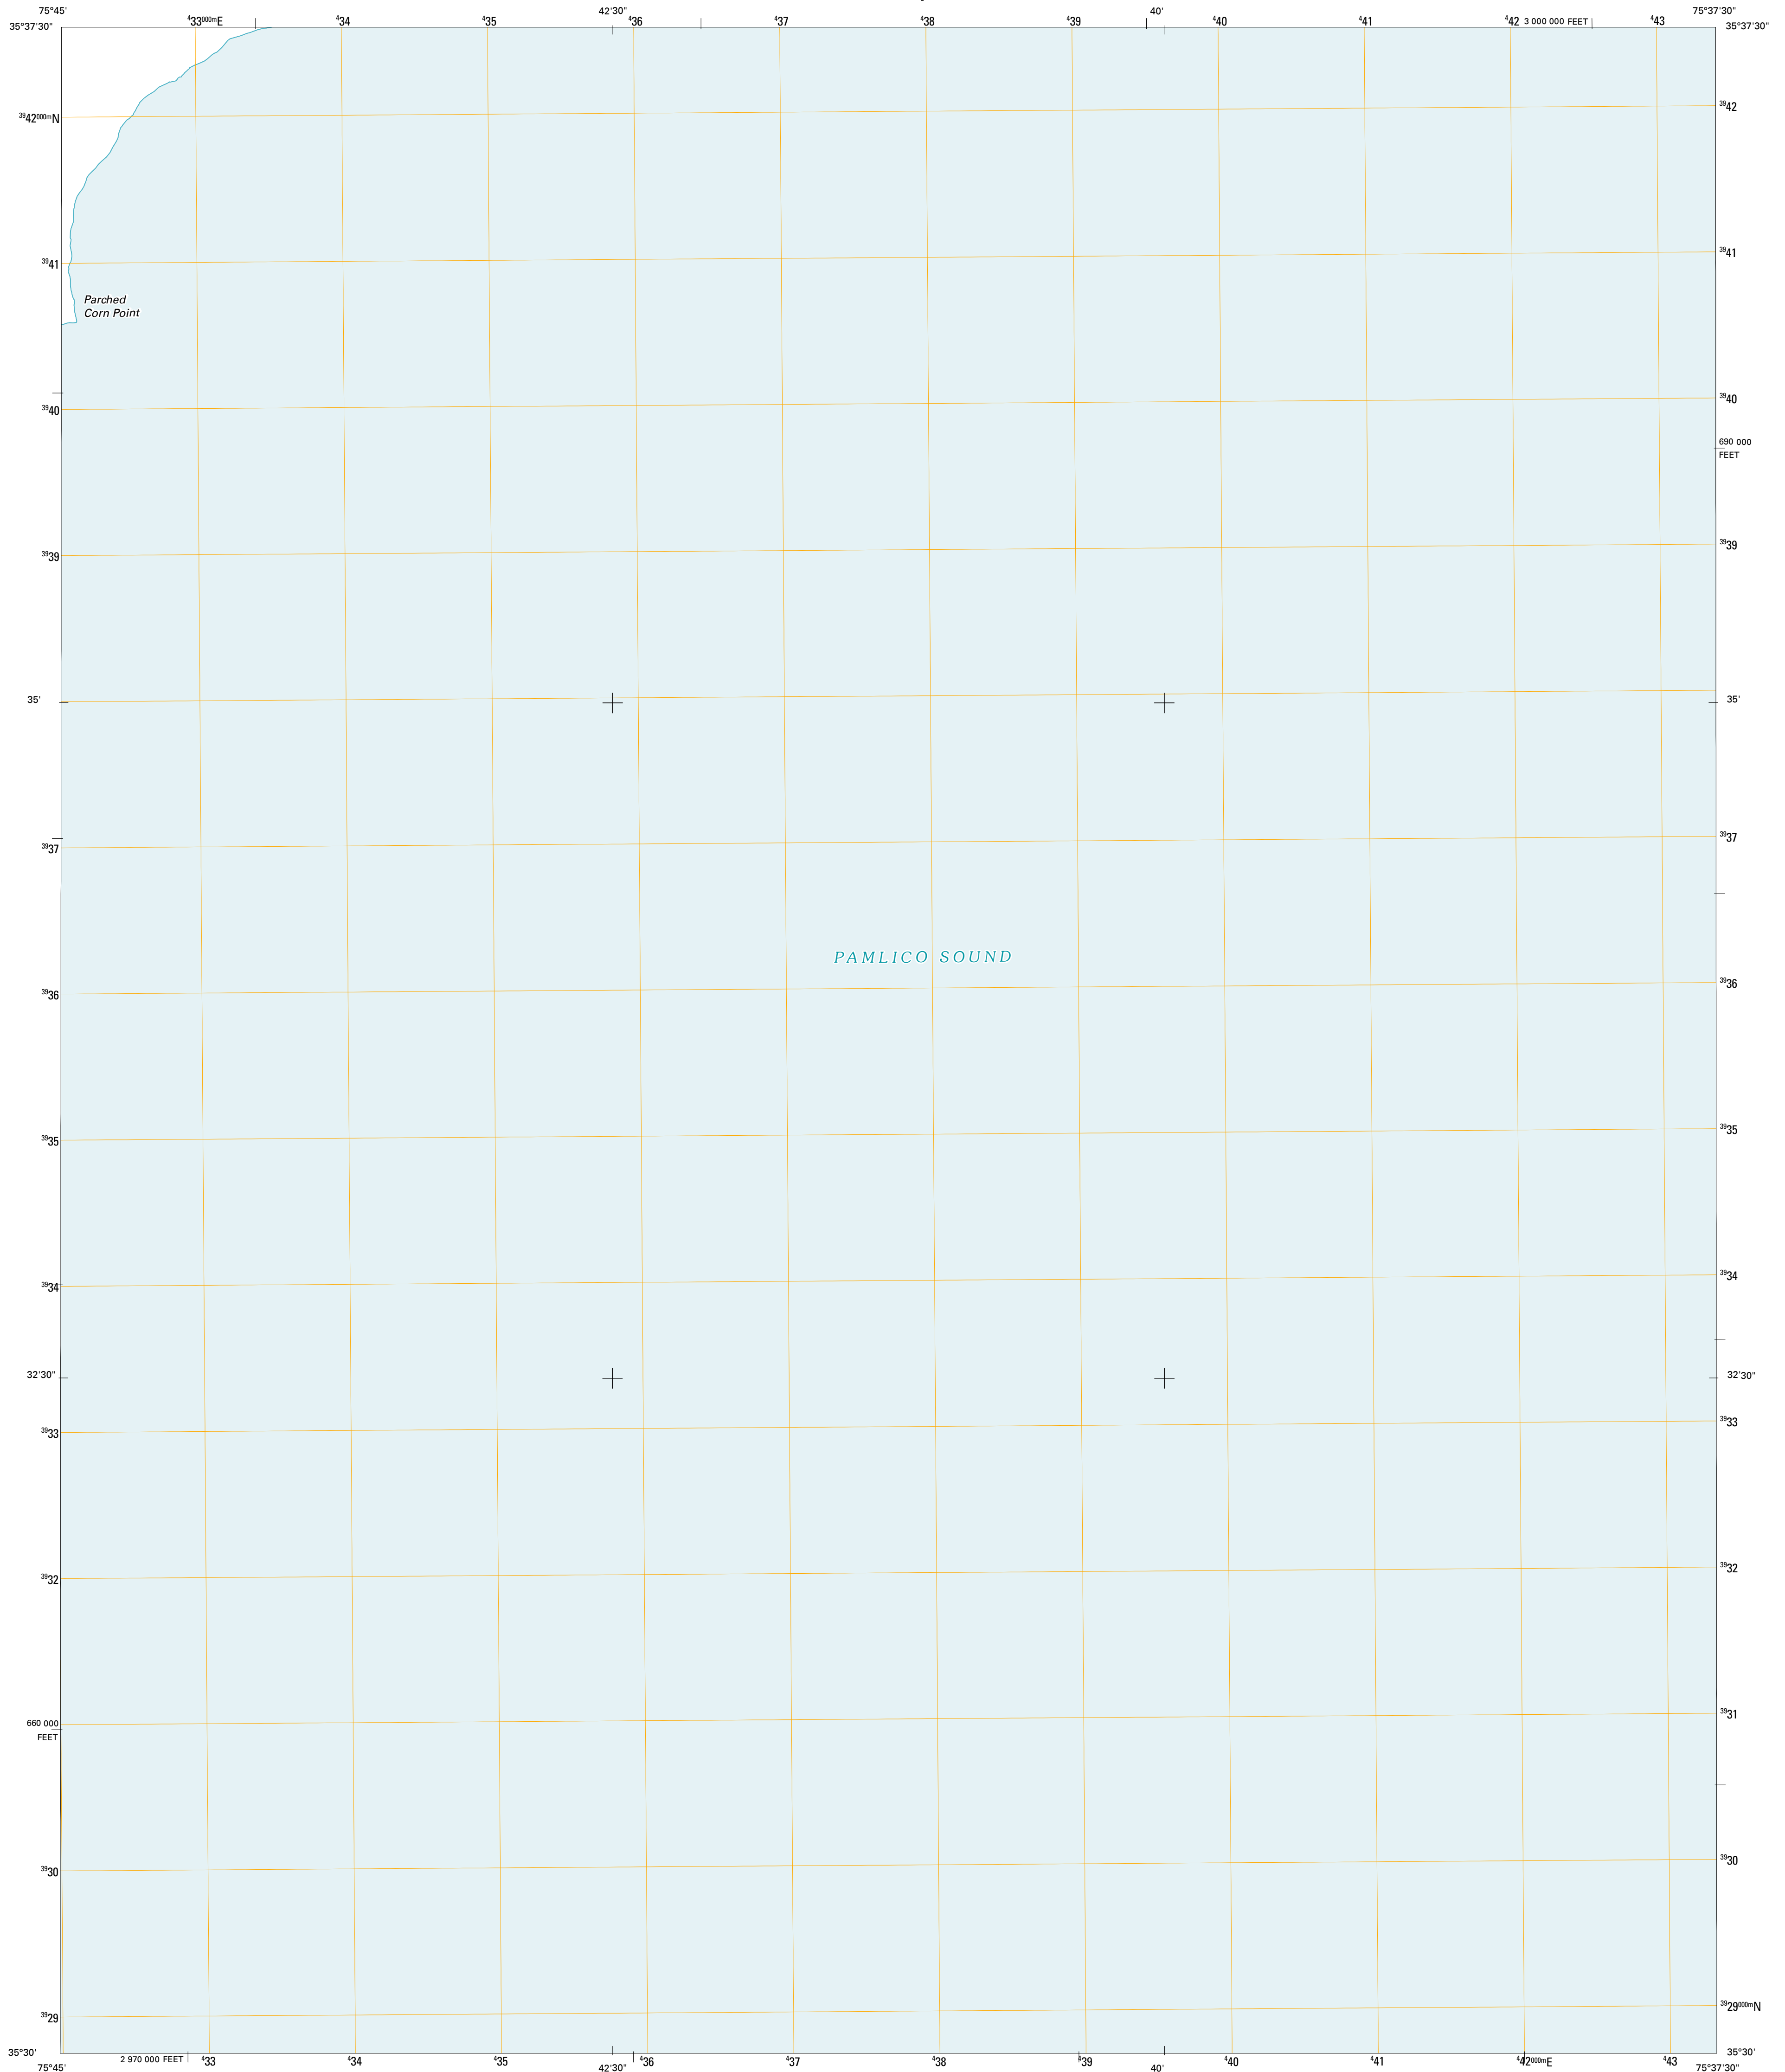 75°45' 42'30" 40' 75°37'30"
35°37'30" ⁴33⁰⁰⁰ᵐE ⁴34 ⁴35 ⁴36 ⁴37 ⁴38 ⁴39 ⁴40 ⁴41 ⁴42 3 000 000 FEET ⁴43 35°37'30"
³⁹42⁰⁰⁰ᵐN ³⁹42
³⁹41 ³⁹41
Parched
Corn Point
³⁹40 ³⁹40
690 000
FEET
³⁹39 ³⁹39
35' 35'
³⁹37 ³⁹37
PAMLICO SOUND
³⁹36 ³⁹36
³⁹35 ³⁹35
³⁹34 ³⁹34
32'30" 32'30"
³⁹33 ³⁹33
³⁹32 ³⁹32
660 000 ³⁹31
FEET
³⁹30 ³⁹30
³⁹29 ³⁹29⁰⁰⁰ᵐN
35°30' 2 970 000 FEET ⁴33 ⁴34 ⁴35 ⁴36 ⁴37 ⁴38 ⁴39 ⁴40 ⁴41 ⁴42⁰⁰⁰ᵐE ⁴43 35°30'
75°45' 42'30" 40' 75°37'30"